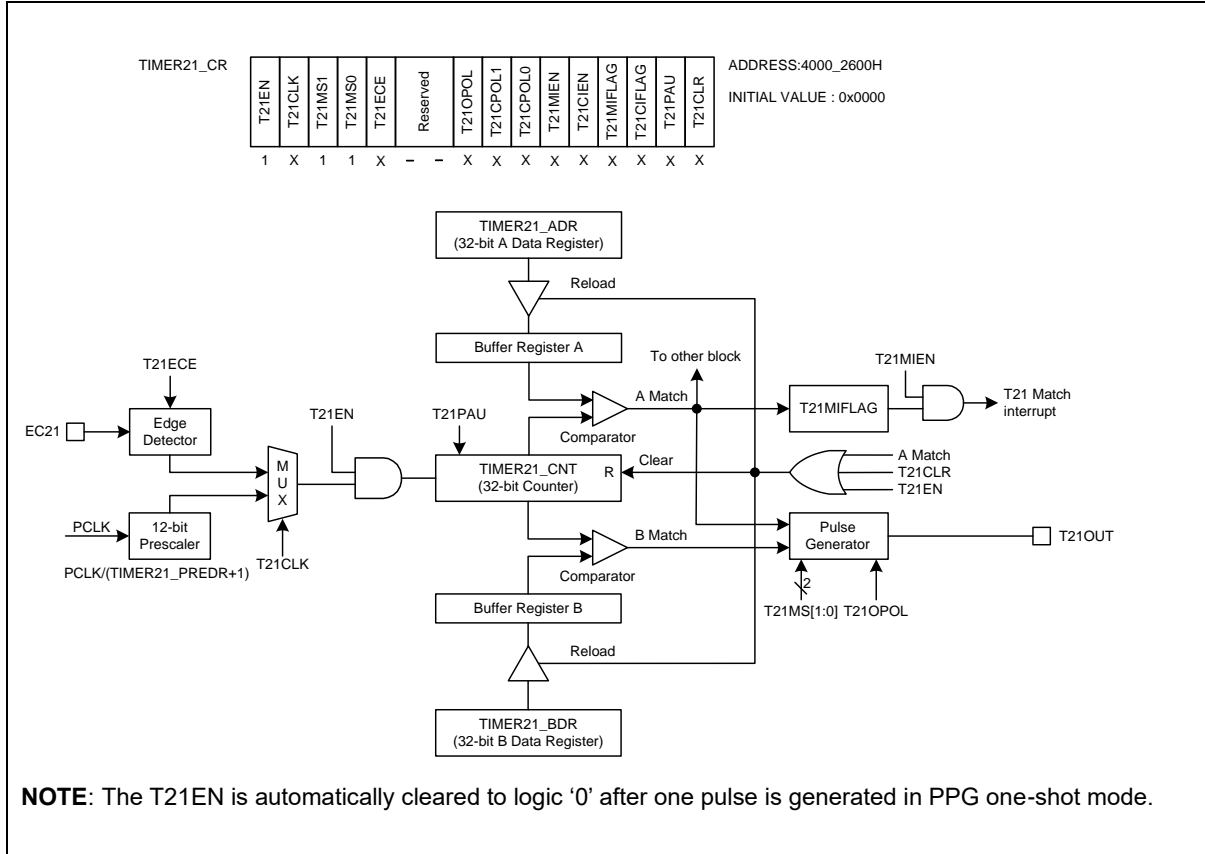 TIMER21_CR
T21EN
T21CLK
T21MS1
T21MS0
T21ECE
Reserved
T21OPOL
T21CPOL1
T21CPOL0
T21MIEN
T21CIEN
T21MIFLAG
T21CIFLAG
T21PAU
T21CLR
ADDRESS:4000_2600H
INITIAL VALUE : 0x0000
1 X 1 1 X – – X X X X X X X X X
TIMER21_ADR
(32-bit A Data Register)
Reload
Buffer Register A
To other block
T21MIEN
T21ECE
A Match
T21MIFLAG
T21 Match
interrupt
EC21
Edge
Detector
T21EN
T21PAU
Comparator
MUX
TIMER21_CNT
(32-bit Counter)
R
Clear
A Match
T21CLR
T21EN
PCLK
12-bit
Prescaler
T21CLK
PCLK/(TIMER21_PREDR+1)
B Match
Pulse
Generator
T21OUT
Comparator
2
T21MS[1:0]
T21OPOL
Buffer Register B
Reload
TIMER21_BDR
(32-bit B Data Register)
NOTE: The T21EN is automatically cleared to logic ‘0’ after one pulse is generated in PPG one-shot mode.